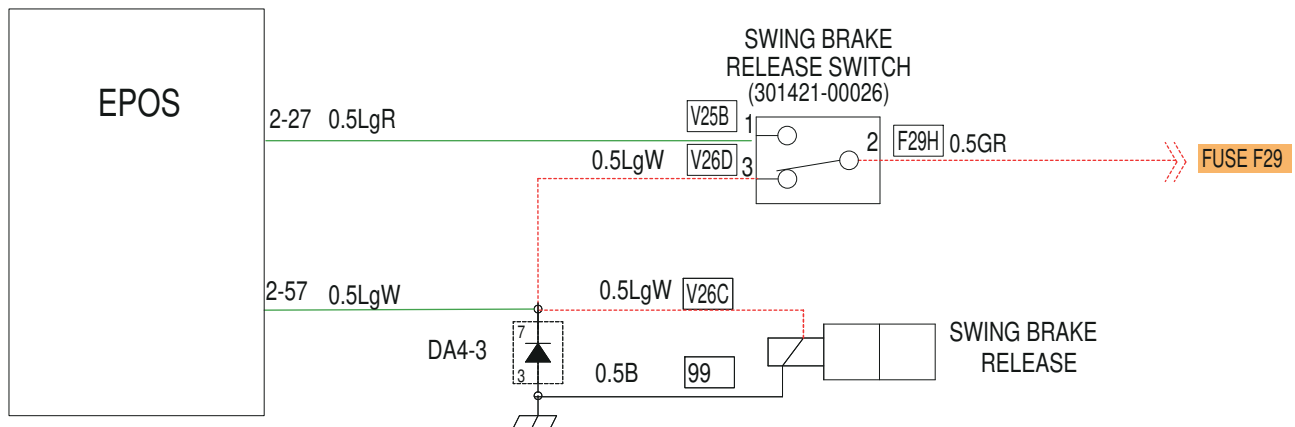 SWING BRAKE
RELEASE SWITCH
(301421-00026)
EPOS
2-27 0.5LgR V25B 1
2 F29H 0.5GR
FUSE F29
0.5LgW V26D 3
2-57 0.5LgW
0.5LgW V26C
7
DA4-3
3
SWING BRAKE
RELEASE
0.5B 99